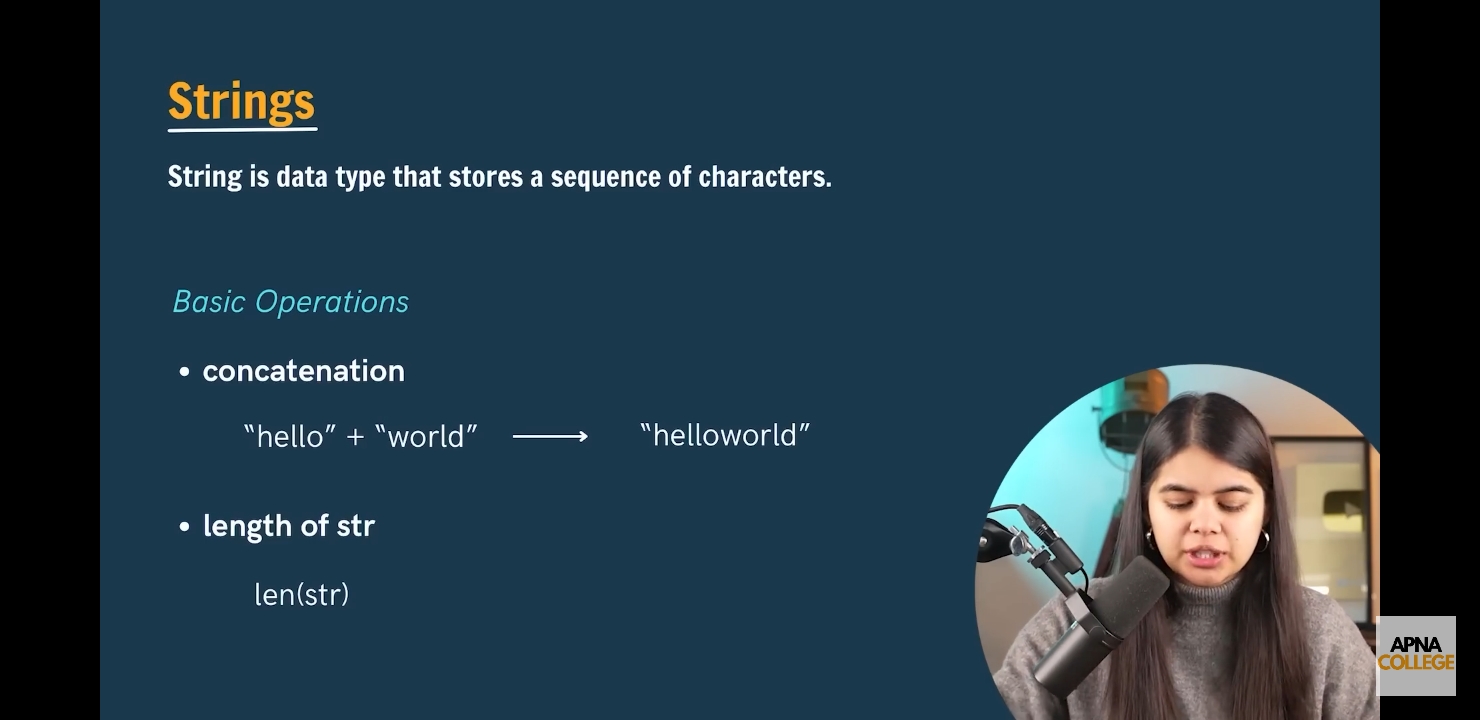 Strings
String is data type that stores a sequence of characters.
Basic Operations
• concatenation
“hello” + “world” ⟶ “helloworld”
• length of str
len(str)
APNA
COLLEGE